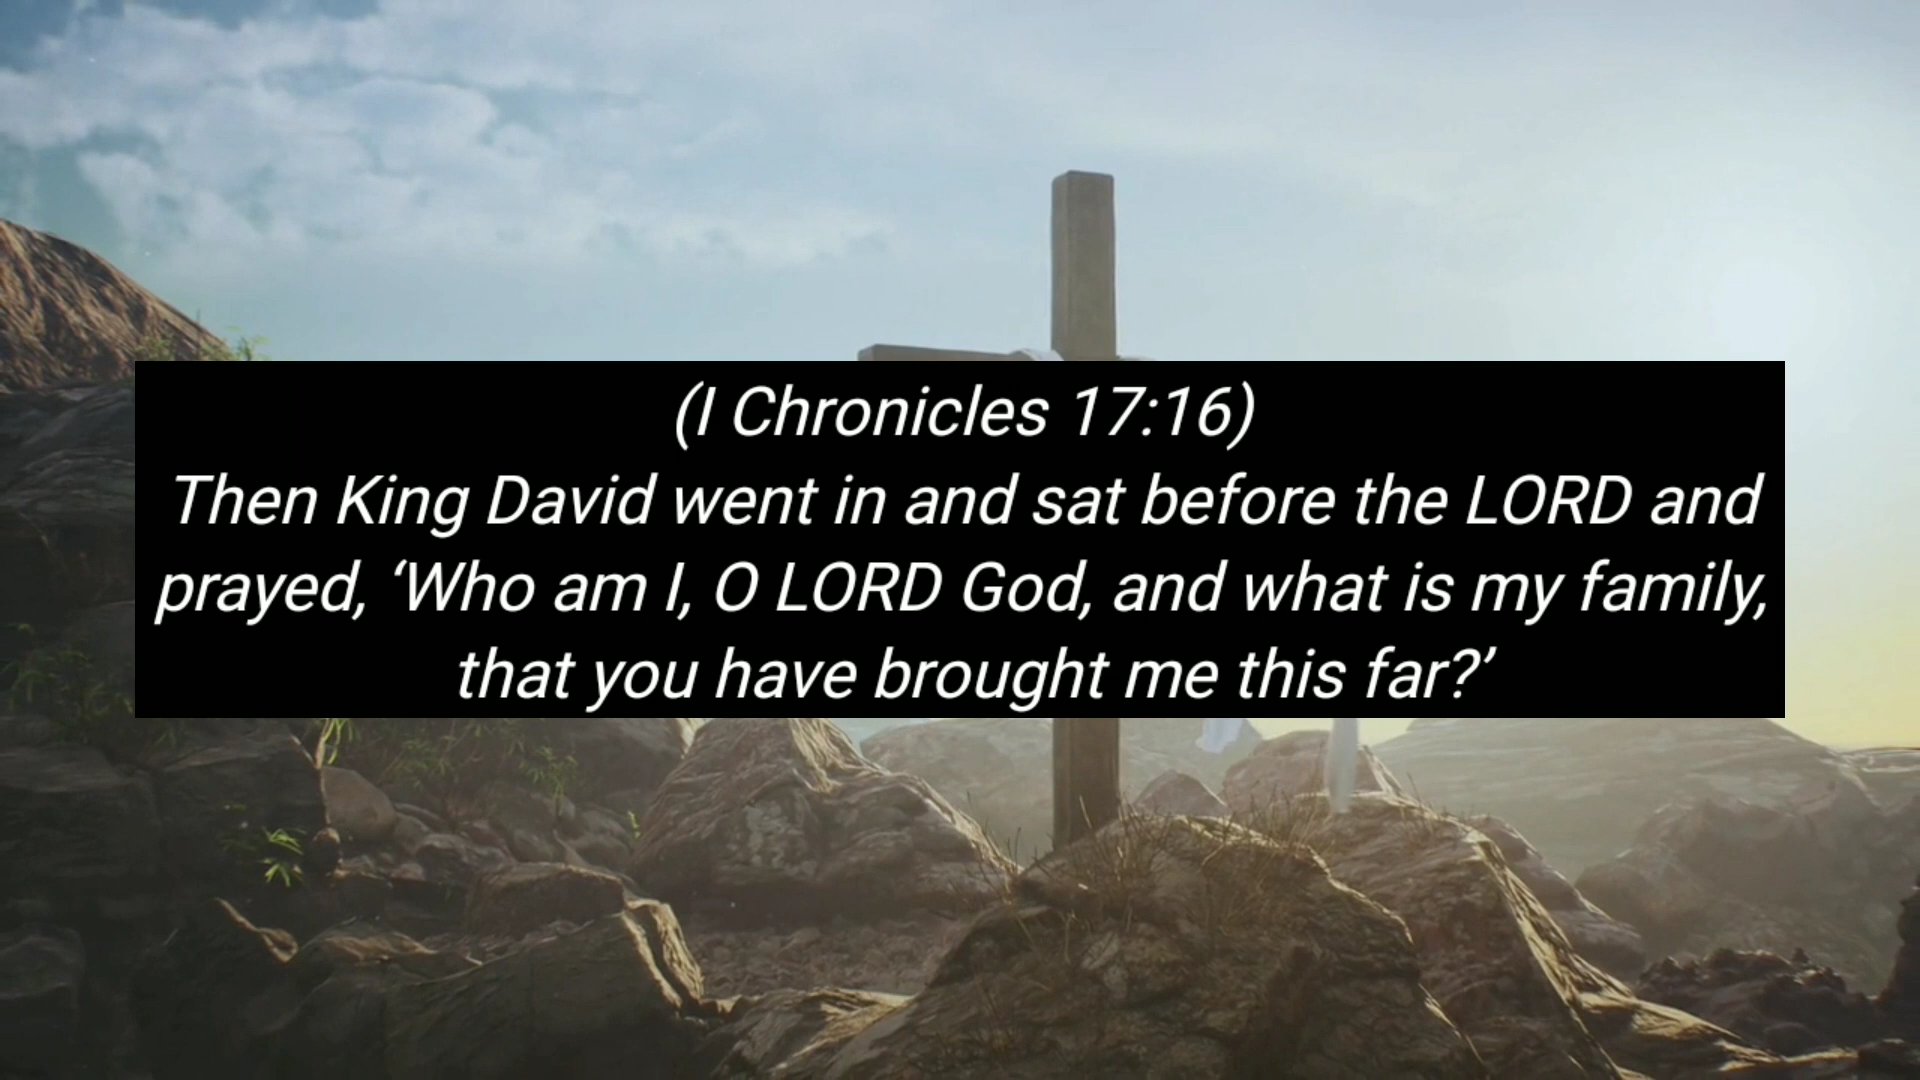 (I Chronicles 17:16)
Then King David went in and sat before the LORD and
prayed, ‘Who am I, O LORD God, and what is my family,
that you have brought me this far?’